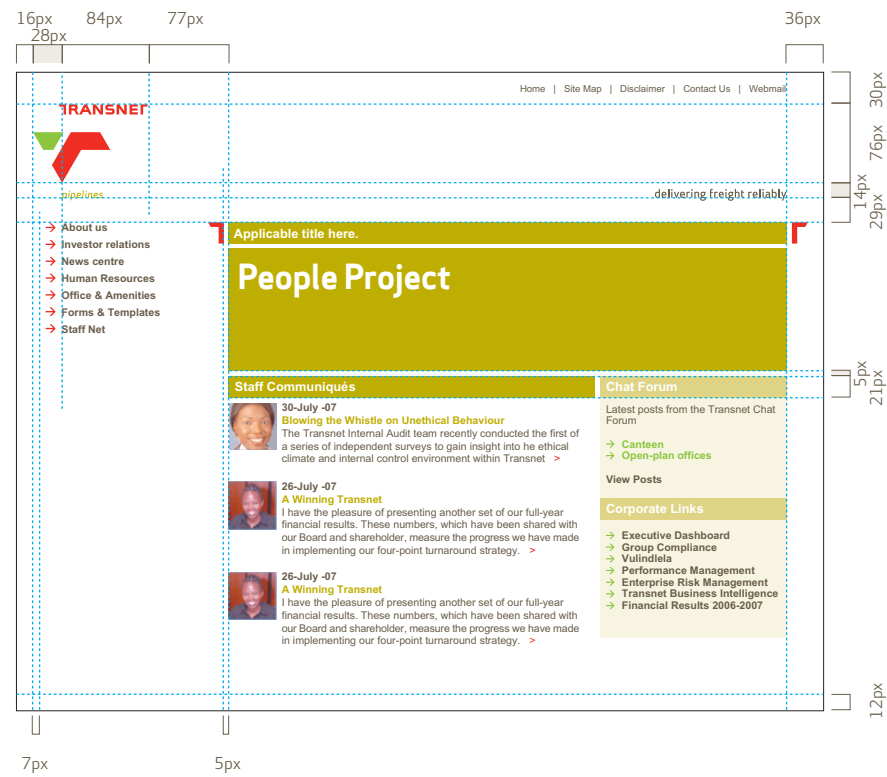 16px 84px 77px 36px
28px
Home | Site Map | Disclaimer | Contact Us | Webmail
30px
TRANSNET
76px
pipelines
delivering freight reliably
14px
29px
About us
Investor relations
News centre
Human Resources
Office & Amenities
Forms & Templates
Staff Net
Applicable title here.
People Project
5px
21px
Staff Communiqués
30-July -07
Blowing the Whistle on Unethical Behaviour
The Transnet Internal Audit team recently conducted the first of
a series of independent surveys to gain insight into he ethical
climate and internal control environment within Transnet >
26-July -07
A Winning Transnet
I have the pleasure of presenting another set of our full-year
financial results. These numbers, which have been shared with
our Board and shareholder, measure the progress we have made
in implementing our four-point turnaround strategy. >
26-July -07
A Winning Transnet
I have the pleasure of presenting another set of our full-year
financial results. These numbers, which have been shared with
our Board and shareholder, measure the progress we have made
in implementing our four-point turnaround strategy. >
Chat Forum
Latest posts from the Transnet Chat
Forum
Canteen
Open-plan offices
View Posts
Corporate Links
Executive Dashboard
Group Compliance
Vulindlela
Performance Management
Enterprise Risk Management
Transnet Business Intelligence
Financial Results 2006-2007
12px
7px 5px